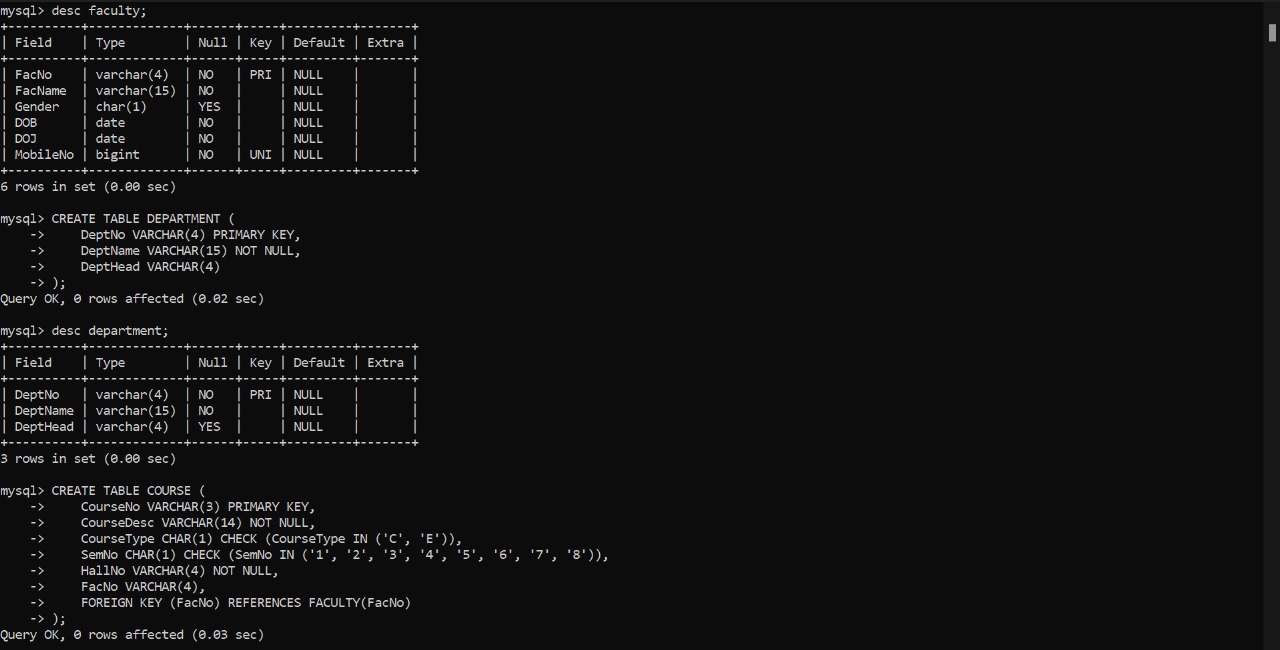 mysql> desc faculty;
+----------+-------------+------+-----+---------+-------+
| Field    | Type        | Null | Key | Default | Extra |
+----------+-------------+------+-----+---------+-------+
| FacNo    | varchar(4)  | NO   | PRI | NULL    |       |
| FacName  | varchar(15) | NO   |     | NULL    |       |
| Gender   | char(1)     | YES  |     | NULL    |       |
| DOB      | date        | NO   |     | NULL    |       |
| DOJ      | date        | NO   |     | NULL    |       |
| MobileNo | bigint      | NO   | UNI | NULL    |       |
+----------+-------------+------+-----+---------+-------+
6 rows in set (0.00 sec)

mysql> CREATE TABLE DEPARTMENT (
    ->     DeptNo VARCHAR(4) PRIMARY KEY,
    ->     DeptName VARCHAR(15) NOT NULL,
    ->     DeptHead VARCHAR(4)
    -> );
Query OK, 0 rows affected (0.02 sec)

mysql> desc department;
+----------+-------------+------+-----+---------+-------+
| Field    | Type        | Null | Key | Default | Extra |
+----------+-------------+------+-----+---------+-------+
| DeptNo   | varchar(4)  | NO   | PRI | NULL    |       |
| DeptName | varchar(15) | NO   |     | NULL    |       |
| DeptHead | varchar(4)  | YES  |     | NULL    |       |
+----------+-------------+------+-----+---------+-------+
3 rows in set (0.00 sec)

mysql> CREATE TABLE COURSE (
    ->     CourseNo VARCHAR(3) PRIMARY KEY,
    ->     CourseDesc VARCHAR(14) NOT NULL,
    ->     CourseType CHAR(1) CHECK (CourseType IN ('C', 'E')),
    ->     SemNo CHAR(1) CHECK (SemNo IN ('1', '2', '3', '4', '5', '6', '7', '8')),
    ->     HallNo VARCHAR(4) NOT NULL,
    ->     FacNo VARCHAR(4),
    ->     FOREIGN KEY (FacNo) REFERENCES FACULTY(FacNo)
    -> );
Query OK, 0 rows affected (0.03 sec)